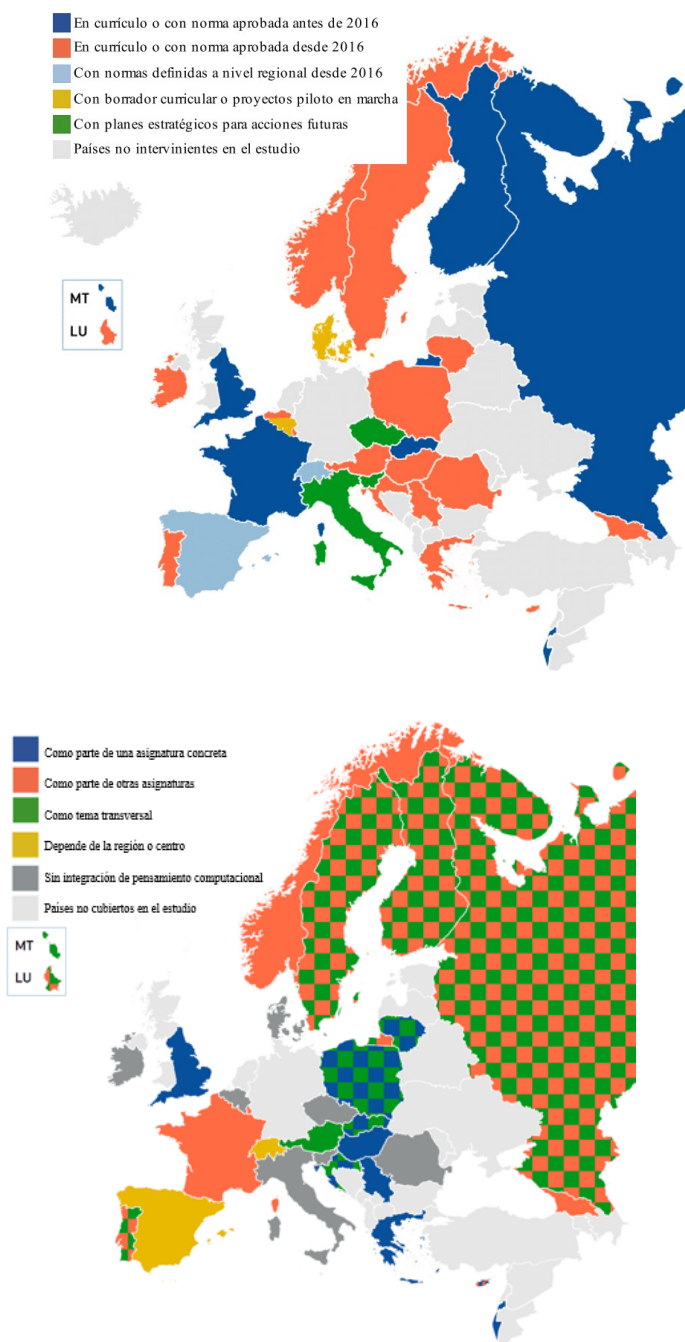 En currículo o con norma aprobada antes de 2016
En currículo o con norma aprobada desde 2016
Con normas definidas a nivel regional desde 2016
Con borrador curricular o proyectos piloto en marcha
Con planes estratégicos para acciones futuras
Países no intervinientes en el estudio
MT
LU
Como parte de una asignatura concreta
Como parte de otras asignaturas
Como tema transversal
Depende de la región o centro
Sin integración de pensamiento computacional
Países no cubiertos en el estudio
MT
LU